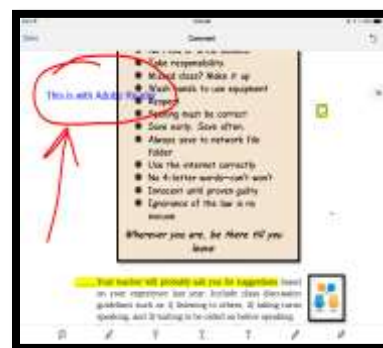 Comment
Take responsibility
Missed class? Make it up
Wash hands to use equipment
This is with Adobe Reader
Respect
Spelling must be correct
Save early. Save often.
Always save to network file
folder
Use the internet correctly
No 4-letter words—can't won't
Innocent until proven guilty
Ignorance of the law is no
excuse
Wherever you are, be there till you
leave
Your teacher will probably ask you for suggestions based
on your experience last year. Include class discussion
guidelines such as 1) listening to others, 2) taking turns
speaking, and 3) waiting to be called on before speaking.